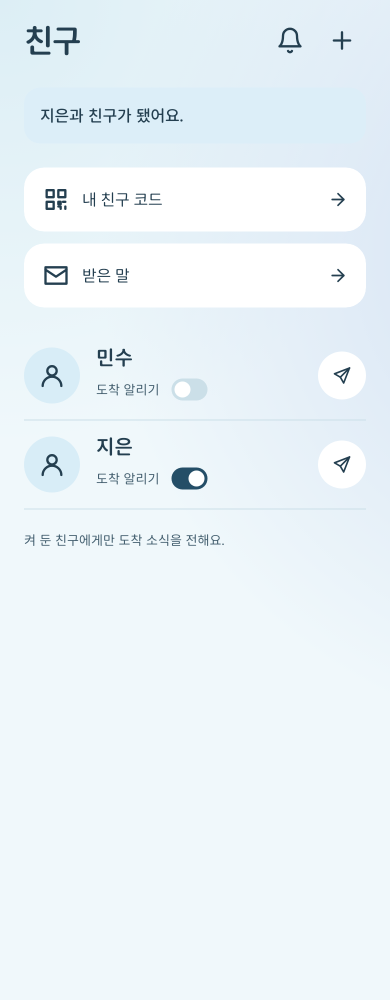 친구
지은과 친구가 됐어요.
내 친구 코드
받은 말
민수
도착 알리기
지은
도착 알리기
켜 둔 친구에게만 도착 소식을 전해요.